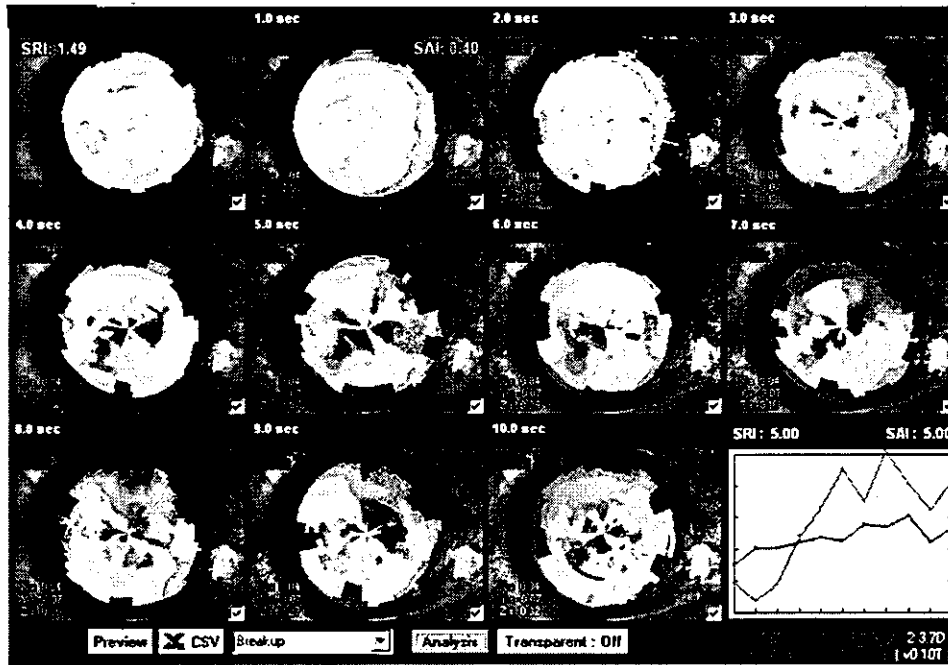 1.0 sec 2.0 sec 3.0 sec
SRI: 1.49 SAI: 0.40
4.0 sec 5.0 sec 6.0 sec 7.0 sec
8.0 sec 9.0 sec 10.0 sec
SRI: 5.00 SAI: 5.00
Preview CSV Breakup Analysis Transparent : Off